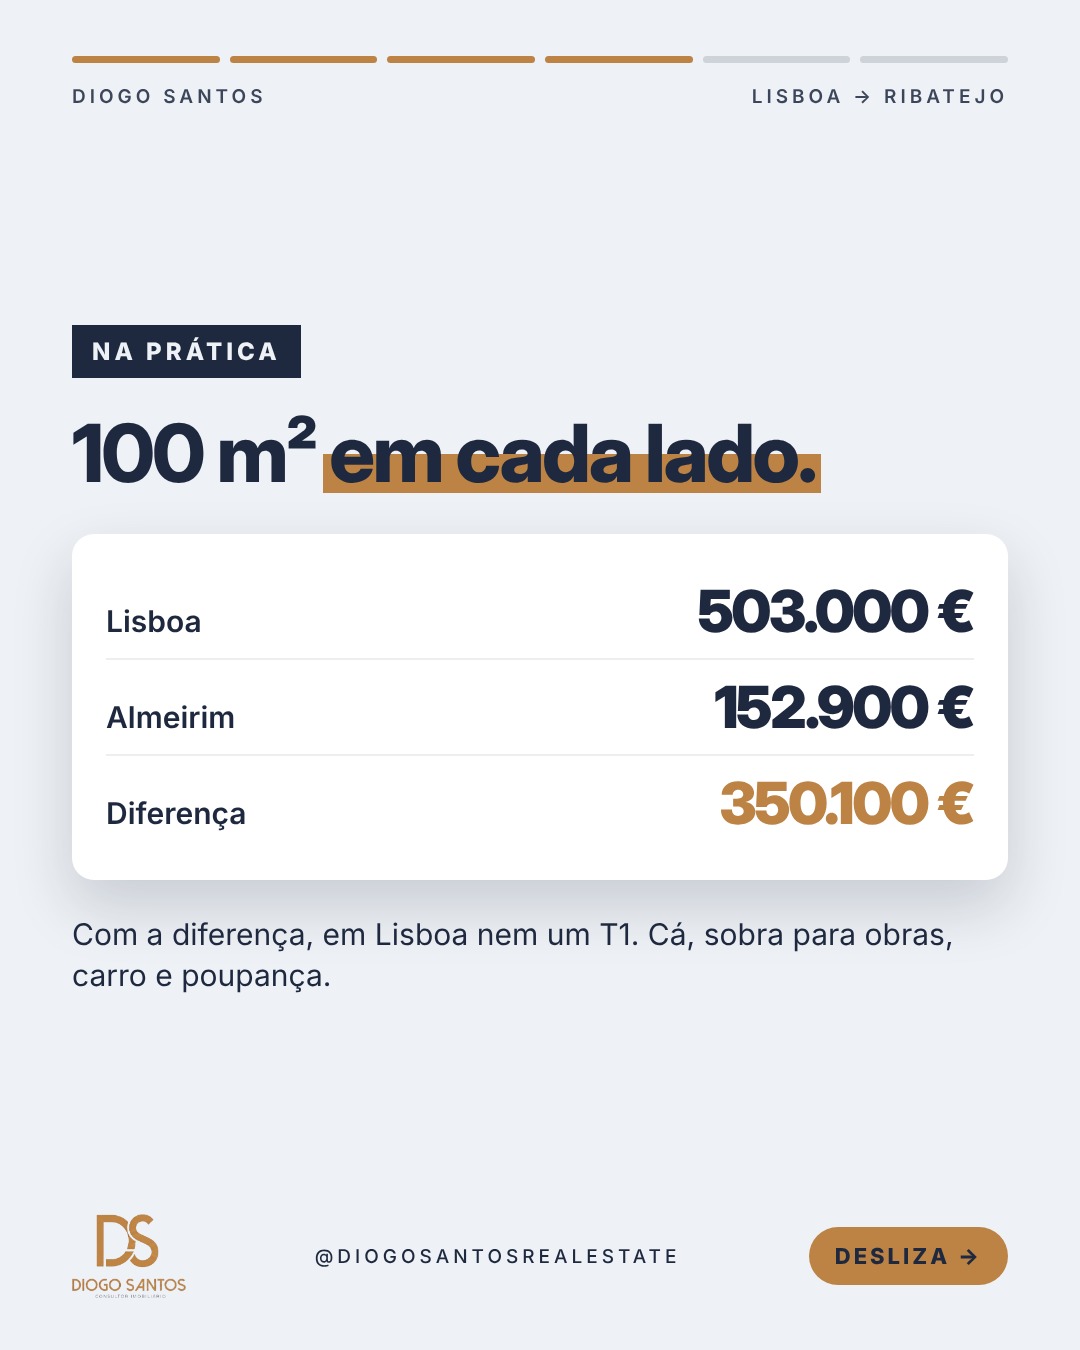 DIOGO SANTOS
LISBOA → RIBATEJO
NA PRÁTICA
100 m² em cada lado.
Lisboa 503.000 €
Almeirim 152.900 €
Diferença 350.100 €
Com a diferença, em Lisboa nem um T1. Cá, sobra para obras,
carro e poupança.
DS
DIOGO SANTOS
CONSULTOR IMOBILIÁRIO
@DIOGOSANTOSREALESTATE
DESLIZA →